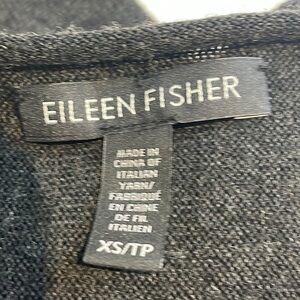 EILEEN FISHER
MADE IN
CHINA OF
ITALIAN
YARN/
FABRIQUÉ
EN CHINE
DE FIL
ITALIEN
XS/TP